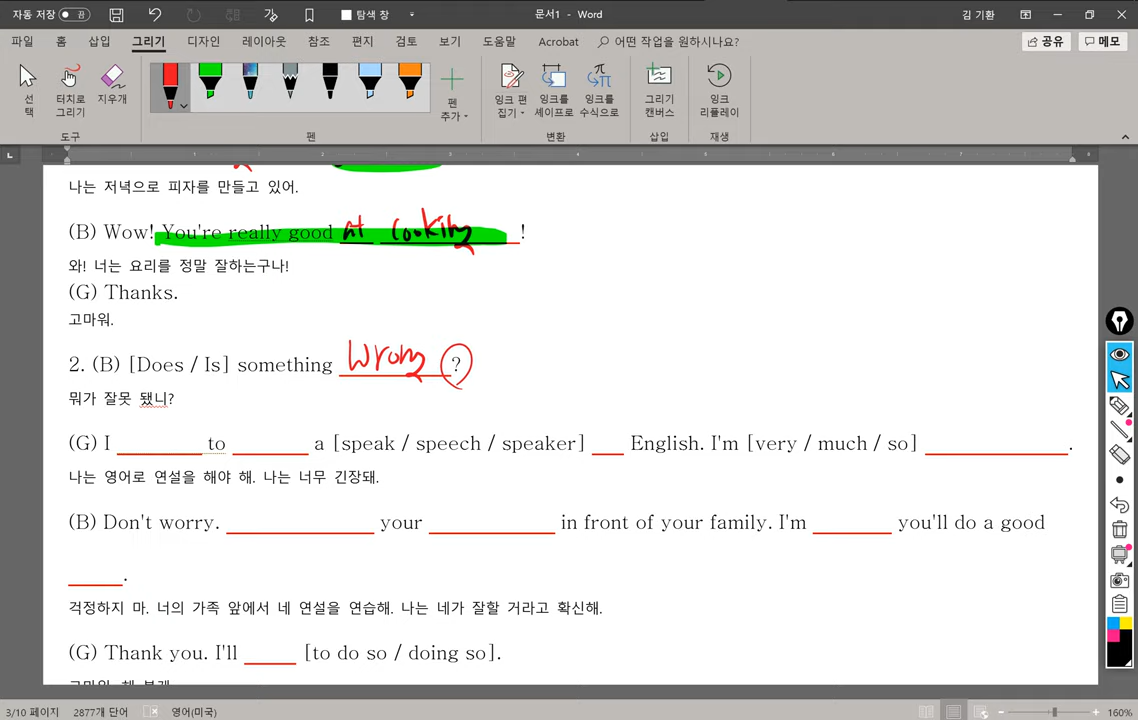 자동 저장 끔 탐색 창 문서1 - Word 김 기환
파일 홈 삽입 그리기 디자인 레이아웃 참조 편지 검토 보기 도움말 Acrobat 어떤 작업을 원하시나요? 공유 메모
선택 터치로 그리기 지우개 펜 추가 잉크 편집기 잉크를 셰이프로 잉크를 수식으로 그리기 캔버스 잉크 리플레이
도구 펜 변환 삽입 재생
나는 저녁으로 피자를 만들고 있어.
(B) Wow! You're really good at cooking !
와! 너는 요리를 정말 잘하는구나!
(G) Thanks.
고마워.
2. (B) [Does / Is] something wrong ?
뭐가 잘못 됐니?
(G) I ________ to ________ a [speak / speech / speaker] ___ English. I'm [very / much / so] ______________.
나는 영어로 연설을 해야 해. 나는 너무 긴장돼.
(B) Don't worry. ______________ your ____________ in front of your family. I'm ________ you'll do a good
_____.
걱정하지 마. 너의 가족 앞에서 네 연설을 연습해. 나는 네가 잘할 거라고 확신해.
(G) Thank you. I'll _____ [to do so / doing so].
3/10 페이지 2877개 단어 영어(미국) 160%